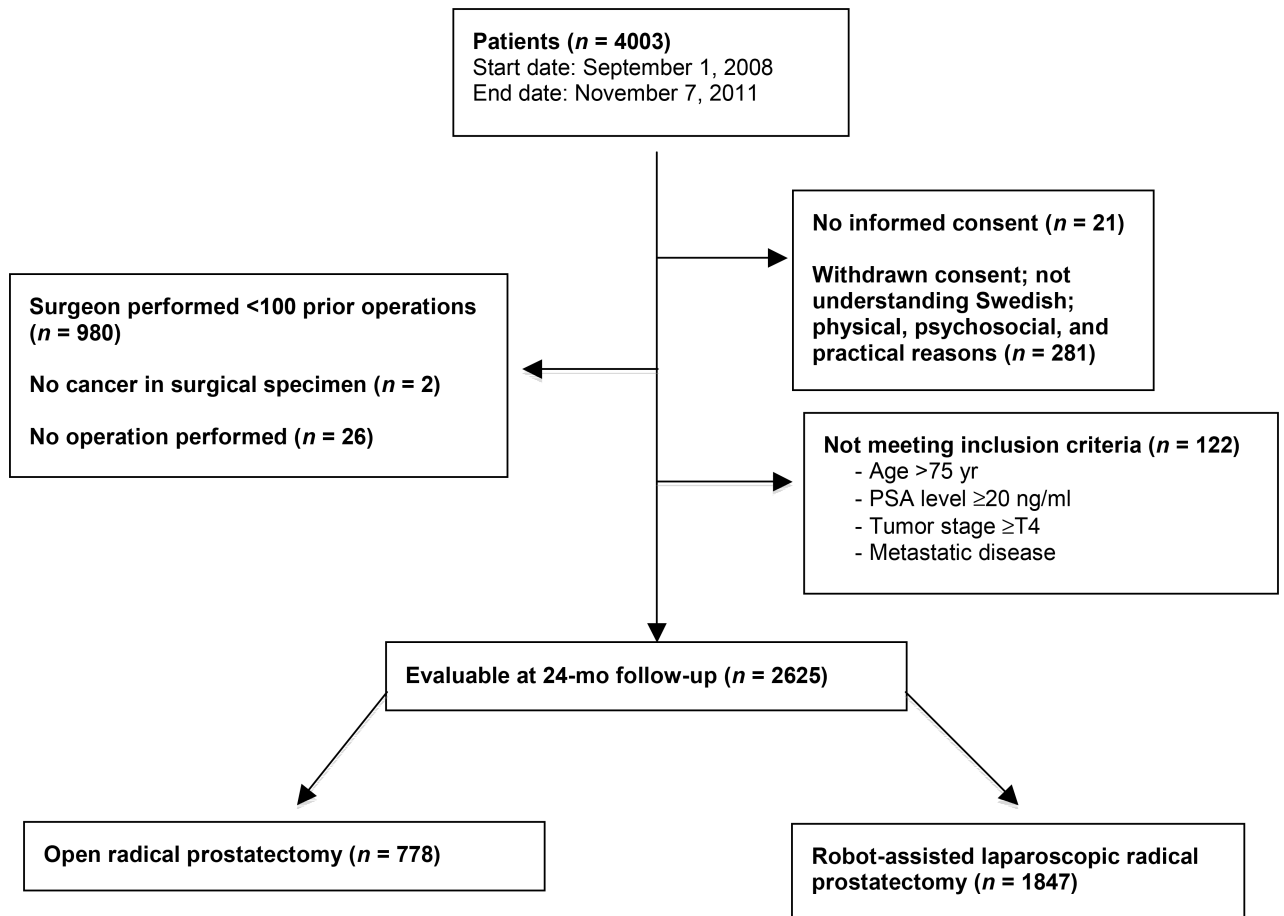 Patients (n = 4003)
Start date: September 1, 2008
End date: November 7, 2011
No informed consent (n = 21)
Withdrawn consent; not
understanding Swedish;
physical, psychosocial, and
practical reasons (n = 281)
Surgeon performed <100 prior operations
(n = 980)
No cancer in surgical specimen (n = 2)
No operation performed (n = 26)
Not meeting inclusion criteria (n = 122)
- Age >75 yr
- PSA level ≥20 ng/ml
- Tumor stage ≥T4
- Metastatic disease
Evaluable at 24-mo follow-up (n = 2625)
Open radical prostatectomy (n = 778)
Robot-assisted laparoscopic radical
prostatectomy (n = 1847)